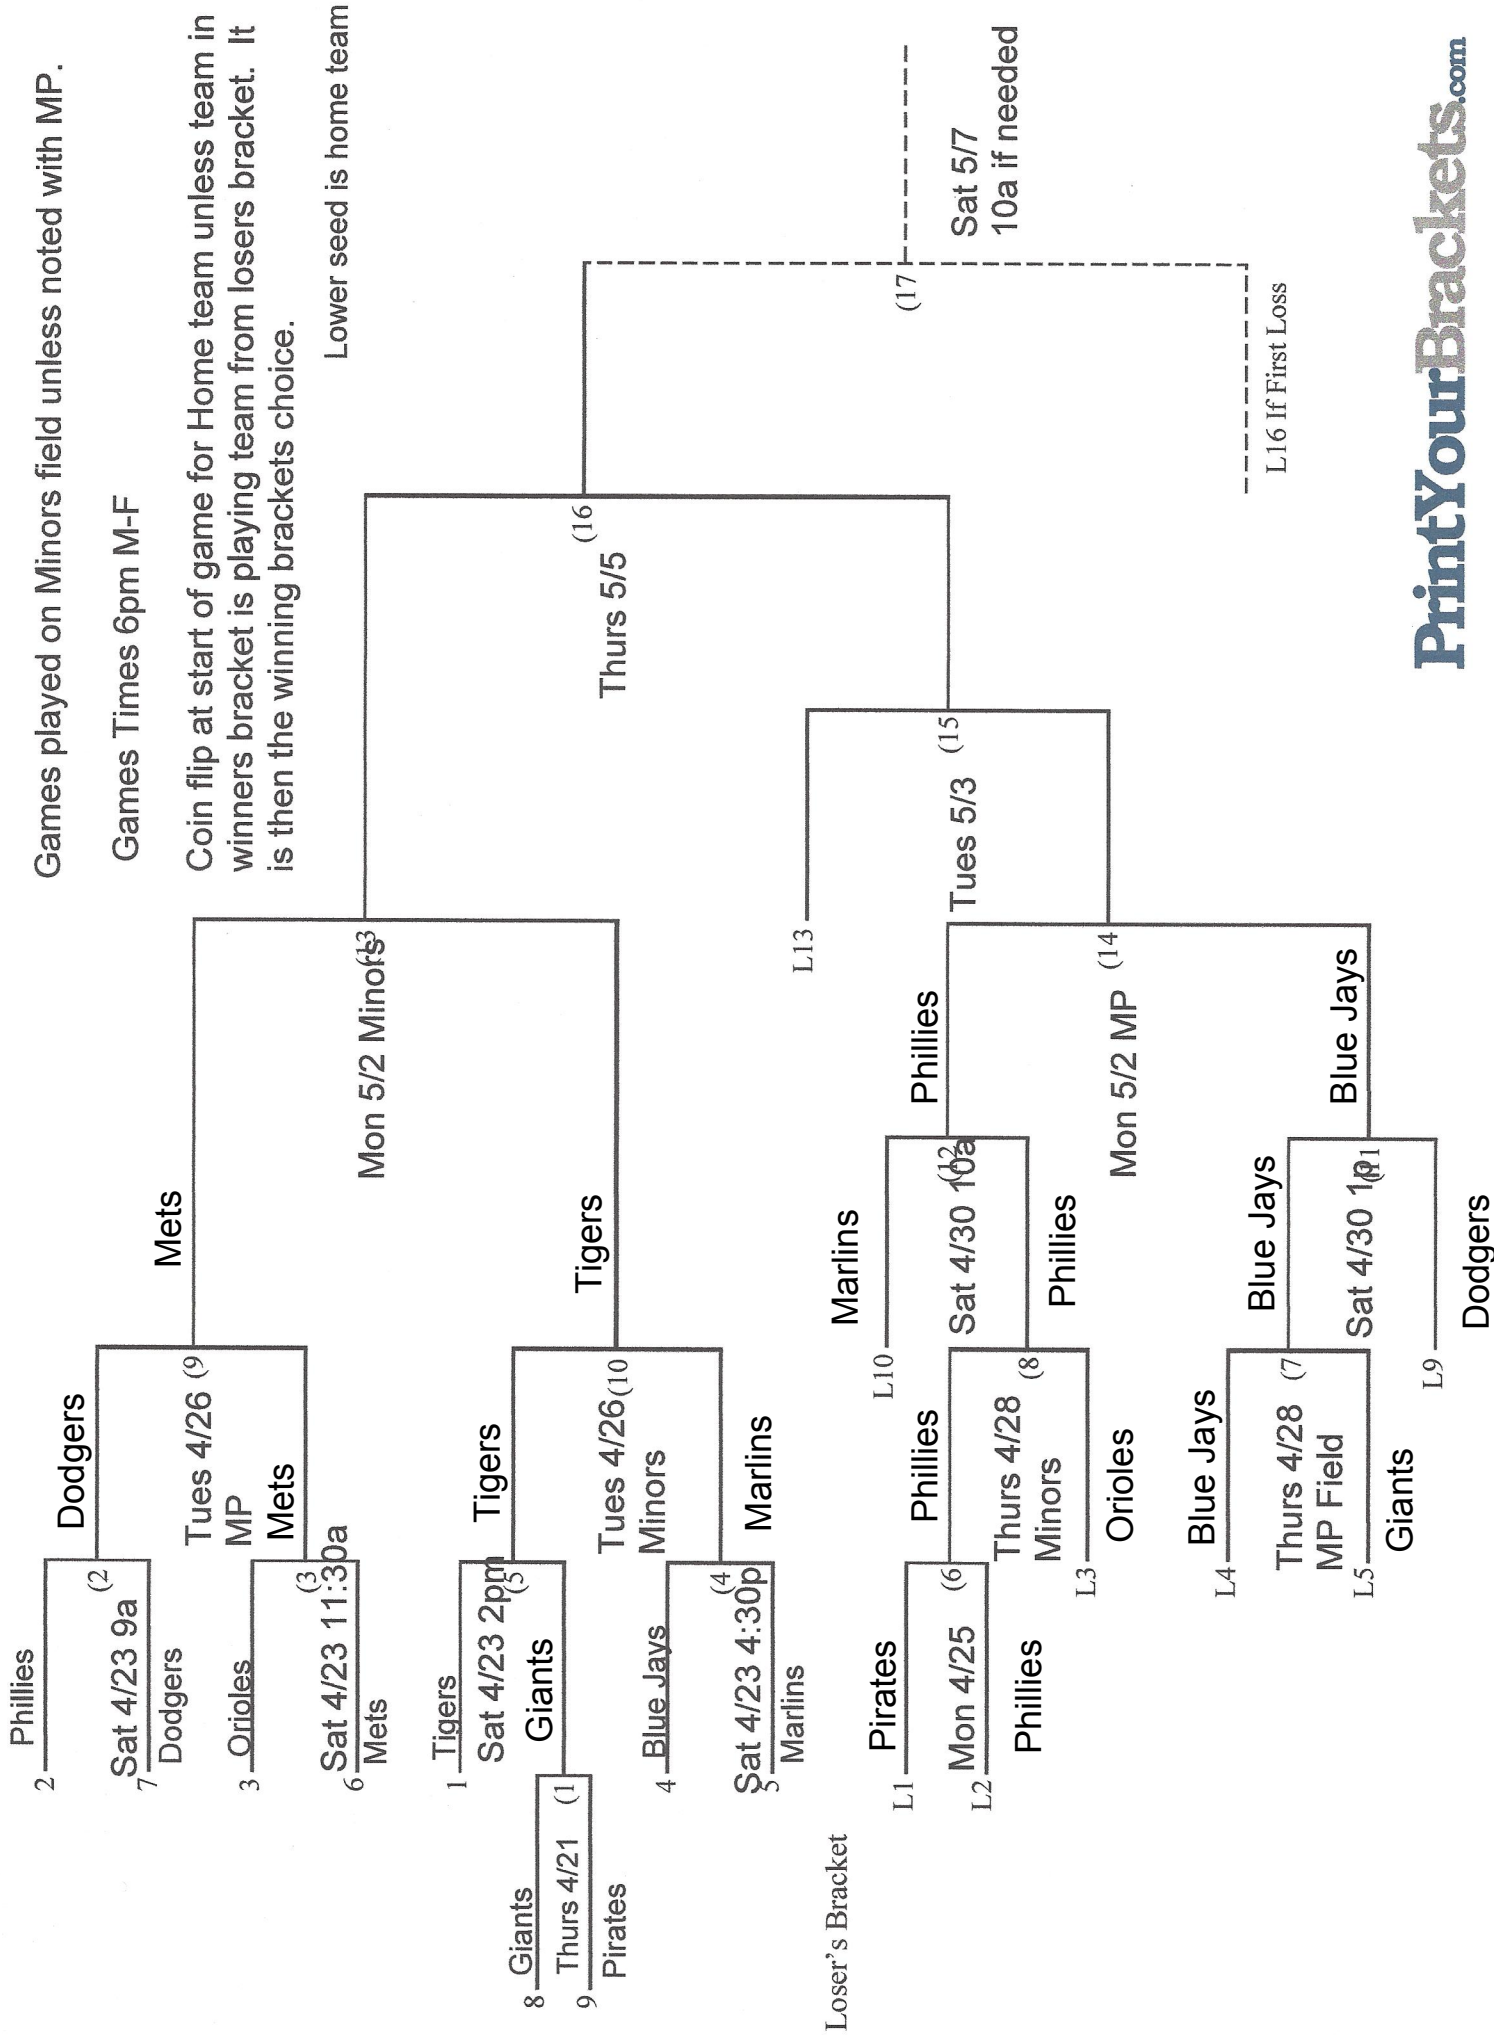 Games played on Minors field unless noted with MP.
Games Times 6pm M-F
Coin flip at start of game for Home team unless team in
winners bracket is playing team from losers bracket. It
is then the winning brackets choice.
Lower seed is home team
2
Phillies
(2
Sat 4/23 9a
7
Dodgers
Dodgers
(9
Tues 4/26
MP
3
Orioles
(3
Sat 4/23 11:30a
6
Mets
Mets
Mets
(13
Mon 5/2 Minors
1
Tigers
(5
Sat 4/23 2pm
Giants
8
Giants
(1
Thurs 4/21
9
Pirates
Tigers
(10
Tues 4/26
Minors
4
Blue Jays
(4
Sat 4/23 4:30p
5
Marlins
Marlins
Tigers
(16
Thurs 5/5
(17
Sat 5/7
10a if needed
L16 If First Loss
Loser's Bracket
L13
(15
Tues 5/3
L10
Marlins
(12
Sat 4/30 10a
Phillies
L1
Pirates
(6
Mon 4/25
L2
Phillies
Phillies
(8
Thurs 4/28
Minors
L3
Orioles
Phillies
(14
Mon 5/2 MP
L4
Blue Jays
(7
Thurs 4/28
MP Field
L5
Giants
Blue Jays
(11
Sat 4/30 1p
L9
Dodgers
Blue Jays
PrintYourBrackets.com